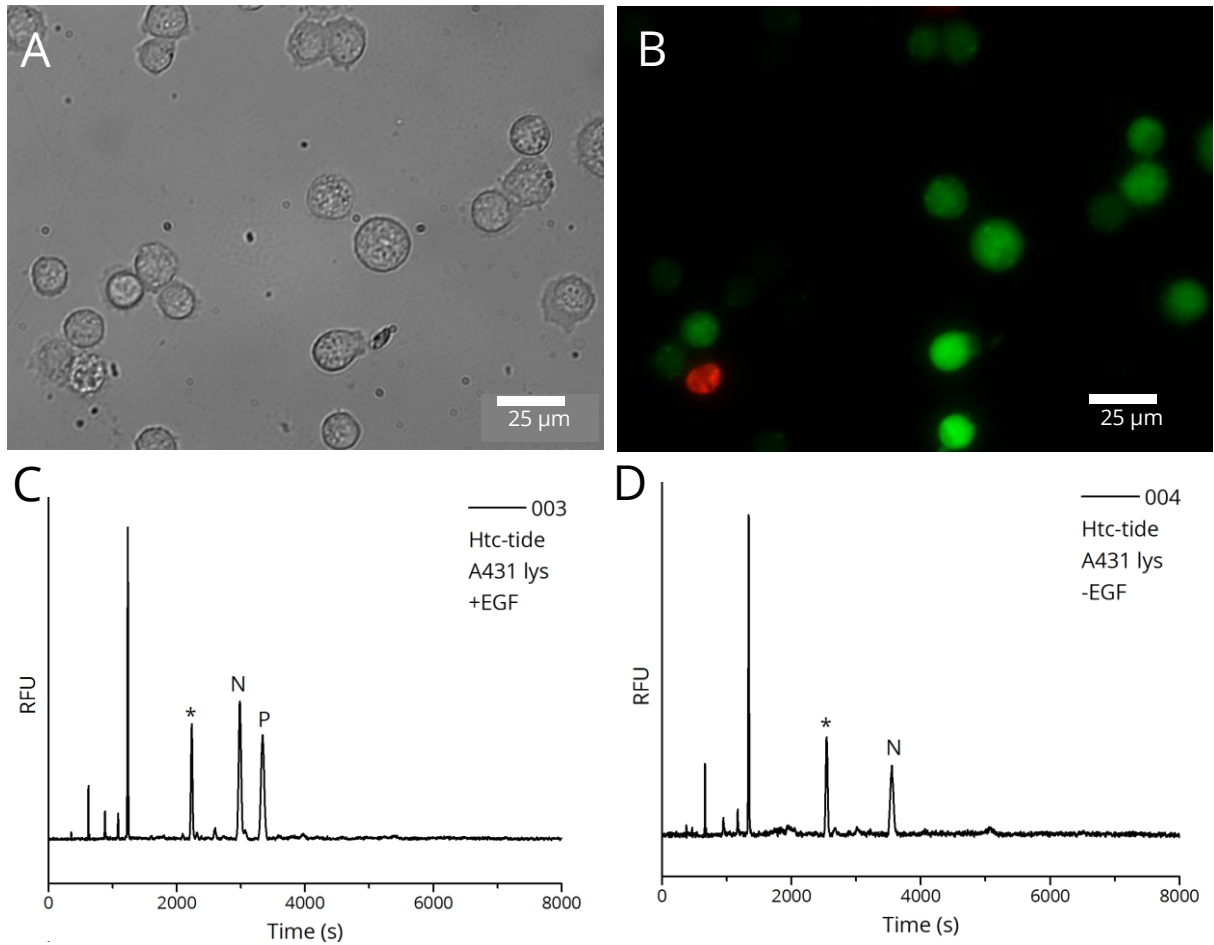 A
25 µm
B
25 µm
C
003
Htc-tide
A431 lys
+EGF
RFU
*
N
P
0
2000
4000
6000
8000
Time (s)
D
004
Htc-tide
A431 lys
-EGF
RFU
*
N
0
2000
4000
6000
8000
Time (s)